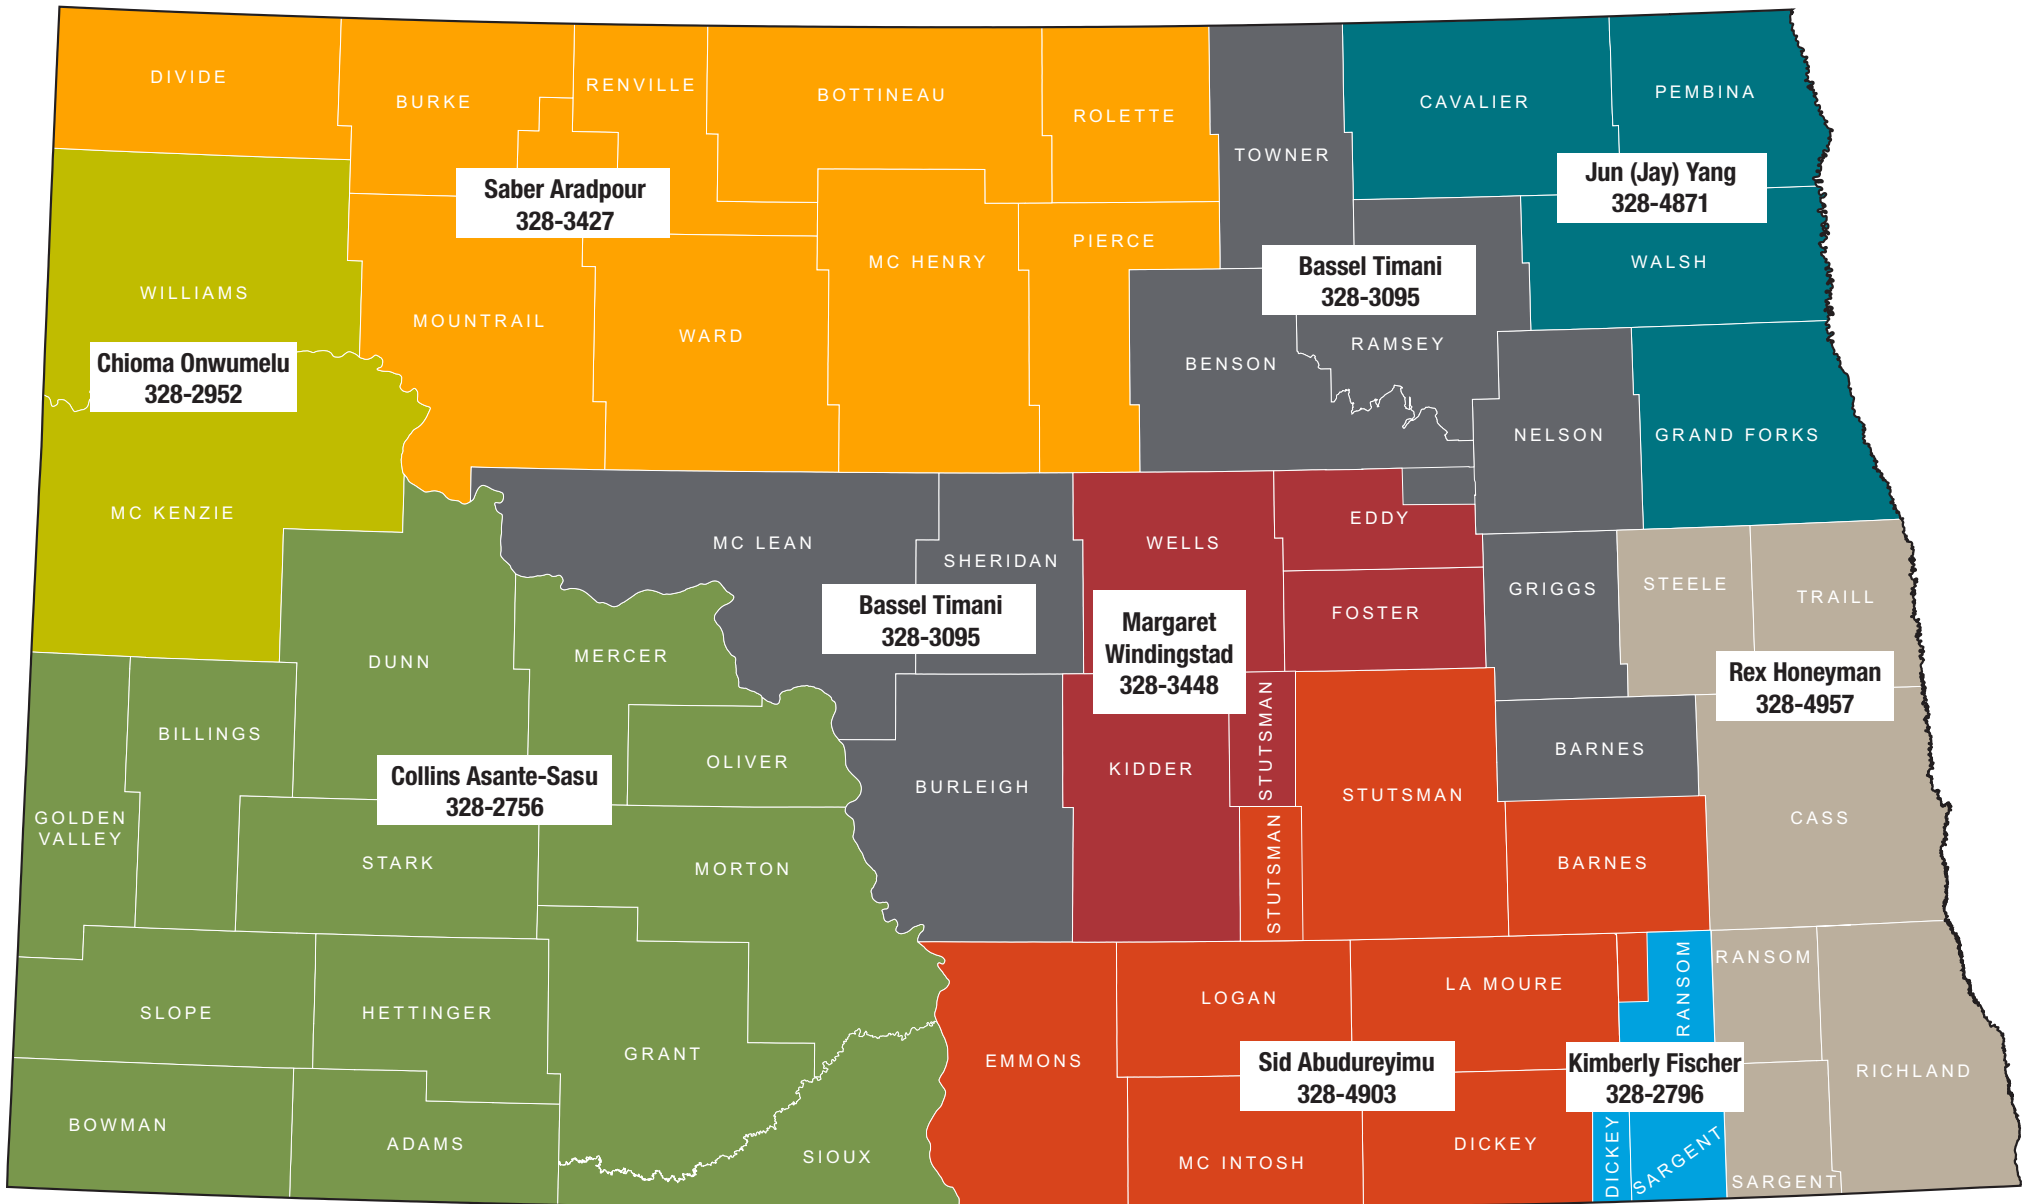 DIVIDE
BURKE
RENVILLE
BOTTINEAU
ROLETTE
TOWNER
CAVALIER
PEMBINA
Saber Aradpour
328-3427
Jun (Jay) Yang
328-4871
WILLIAMS
MOUNTRAIL
WARD
MC HENRY
PIERCE
Bassel Timani
328-3095
WALSH
Chioma Onwumelu
328-2952
BENSON
RAMSEY
NELSON
GRAND FORKS
MC KENZIE
MC LEAN
SHERIDAN
WELLS
EDDY
FOSTER
GRIGGS
STEELE
TRAILL
Bassel Timani
328-3095
Margaret
Windingstad
328-3448
Rex Honeyman
328-4957
DUNN
MERCER
BILLINGS
OLIVER
BURLEIGH
KIDDER
STUTSMAN
STUTSMAN
BARNES
Collins Asante-Sasu
328-2756
GOLDEN
VALLEY
STARK
MORTON
STUTSMAN
BARNES
CASS
SLOPE
HETTINGER
GRANT
EMMONS
LOGAN
LA MOURE
RANSOM
RANSOM
RICHLAND
Sid Abudureyimu
328-4903
Kimberly Fischer
328-2796
BOWMAN
ADAMS
SIOUX
MC INTOSH
DICKEY
DICKEY
SARGENT
SARGENT